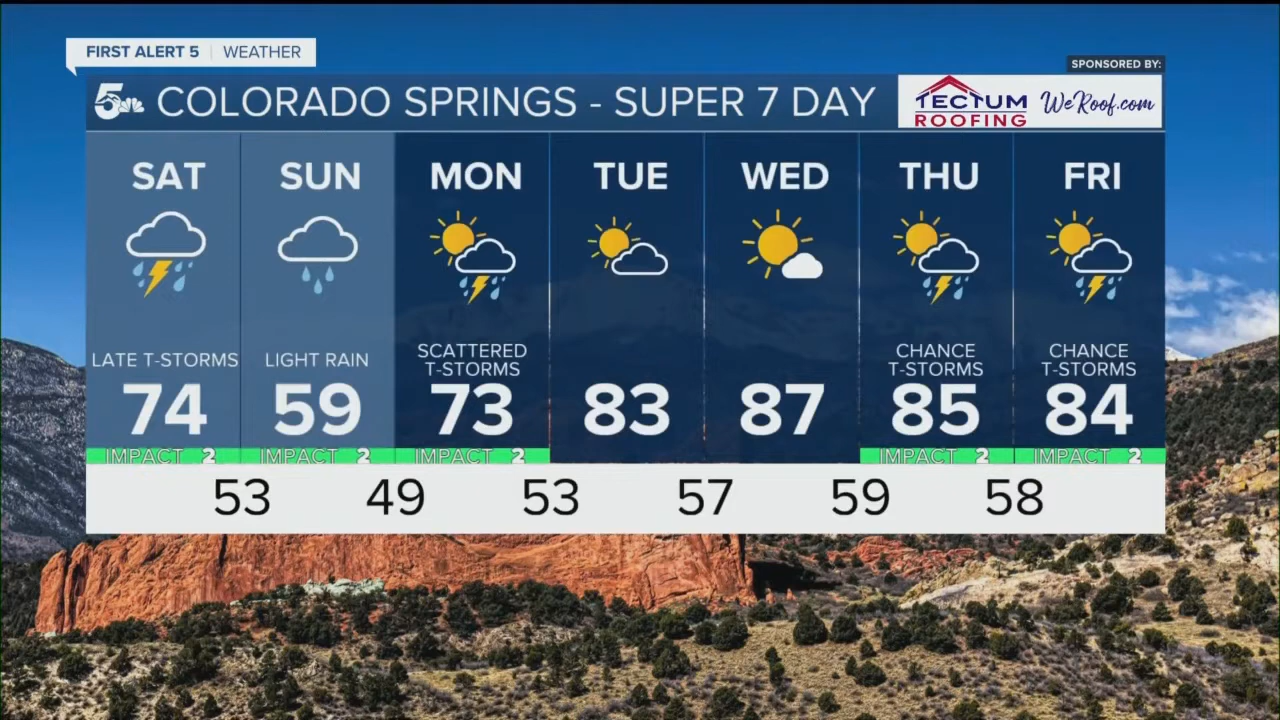 FIRST ALERT 5 | WEATHER
SPONSORED BY:
5 COLORADO SPRINGS - SUPER 7 DAY
TECTUM
ROOFING
WeRoof.com
SAT SUN MON TUE WED THU FRI
LATE T-STORMS LIGHT RAIN SCATTERED T-STORMS CHANCE T-STORMS CHANCE T-STORMS
74 59 73 83 87 85 84
IMPACT 2 IMPACT 2 IMPACT 2 IMPACT 2 IMPACT 2
53 49 53 57 59 58